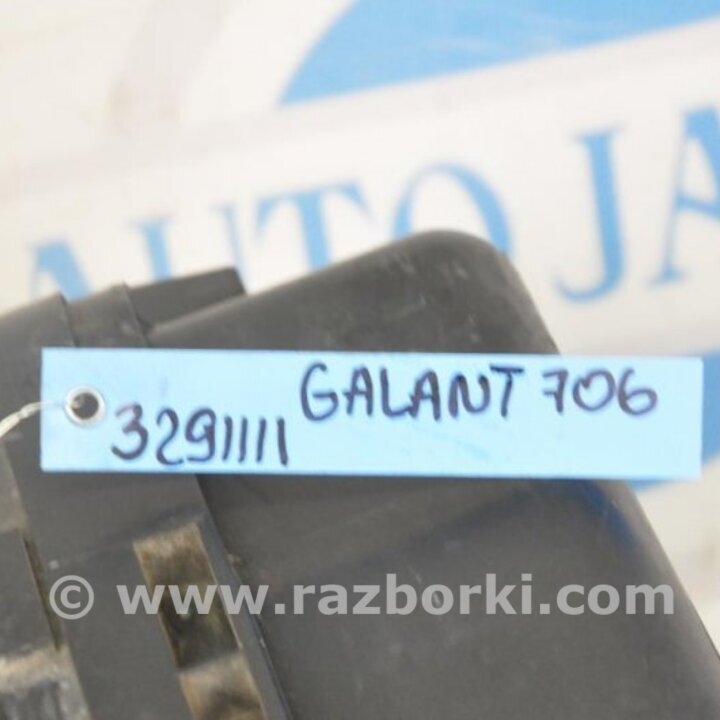 AUTO JA
GALANT 706
3291111
© www.razborki.com